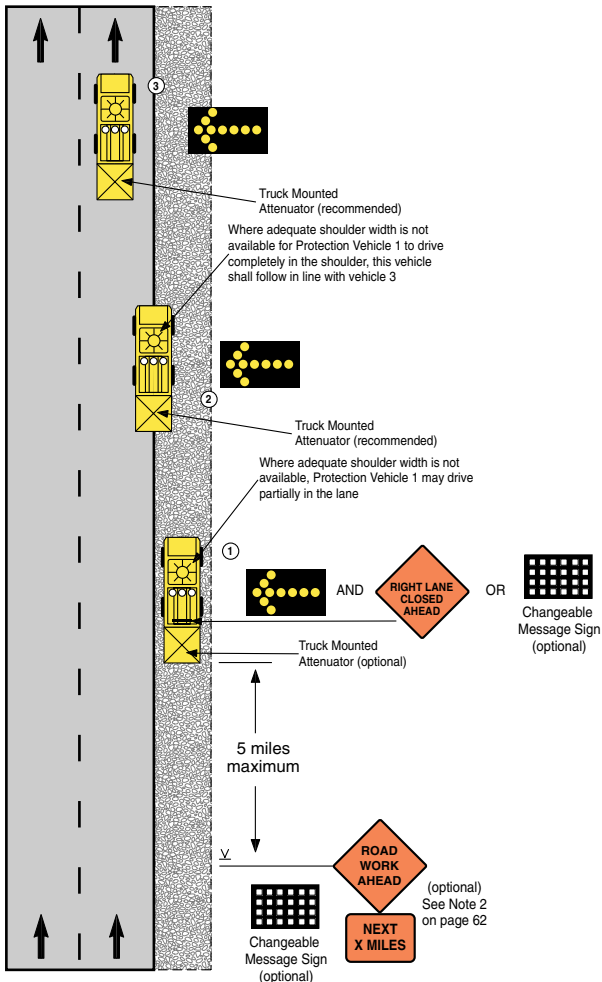 3
Truck Mounted
Attenuator (recommended)
Where adequate shoulder width is not
available for Protection Vehicle 1 to drive
completely in the shoulder, this vehicle
shall follow in line with vehicle 3
2
Truck Mounted
Attenuator (recommended)
Where adequate shoulder width is not
available, Protection Vehicle 1 may drive
partially in the lane
1
AND
RIGHT LANE
CLOSED
AHEAD
OR
Changeable
Message Sign
(optional)
Truck Mounted
Attenuator (optional)
5 miles
maximum
ROAD
WORK
AHEAD
NEXT
X MILES
(optional)
See Note 2
on page 62
Changeable
Message Sign
(optional)